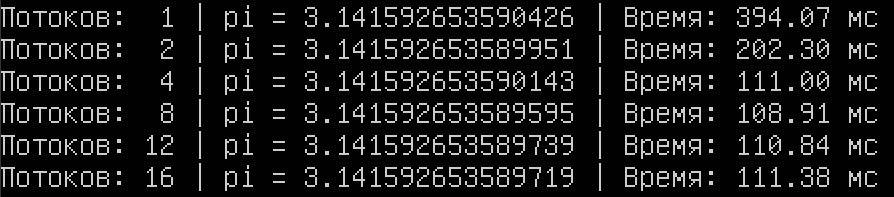 Потоков:  1 | pi = 3.141592653590426 | Время: 394.07 мс
Потоков:  2 | pi = 3.141592653589951 | Время: 202.30 мс
Потоков:  4 | pi = 3.141592653590143 | Время: 111.00 мс
Потоков:  8 | pi = 3.141592653589595 | Время: 108.91 мс
Потоков: 12 | pi = 3.141592653589739 | Время: 110.84 мс
Потоков: 16 | pi = 3.141592653589719 | Время: 111.38 мс